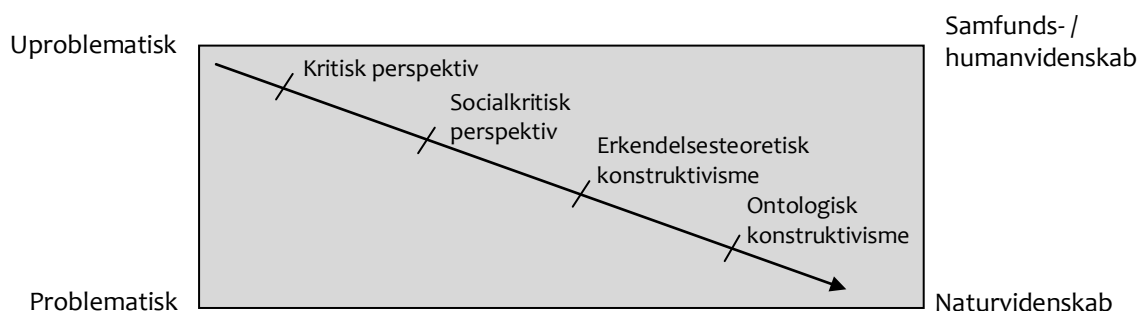 Uproblematisk
Samfunds- /
humanvidenskab
Kritisk perspektiv
Socialkritisk
perspektiv
Erkendelsesteoretisk
konstruktivisme
Ontologisk
konstruktivisme
Problematisk
Naturvidenskab